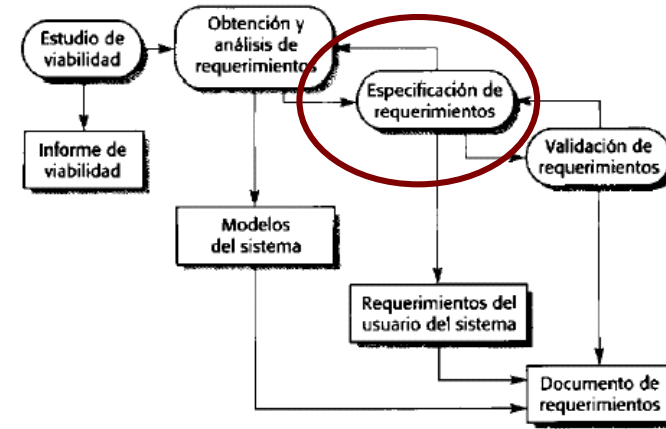 Estudio de
viabilidad
Obtención y
análisis de
requerimientos
Especificación de
requerimientos
Informe de
viabilidad
Validación de
requerimientos
Modelos
del sistema
Requerimientos del
usuario del sistema
Documento de
requerimientos